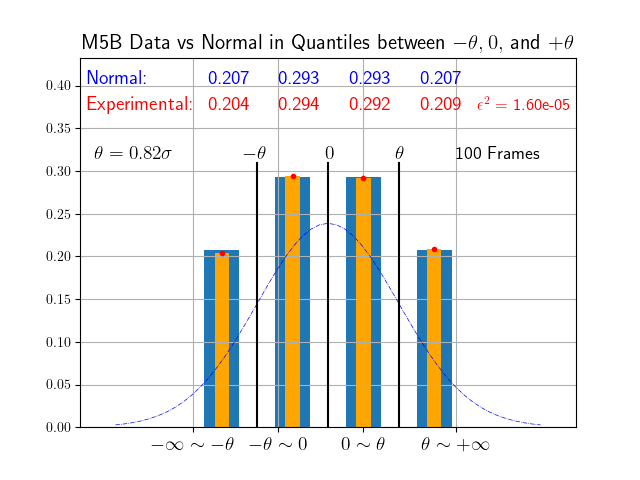 M5B Data vs Normal in Quantiles between −θ, 0, and +θ
Normal: 0.207 0.293 0.293 0.207
Experimental: 0.204 0.294 0.292 0.209 ϵ² = 1.60e-05
θ = 0.82σ −θ 0 θ 100 Frames
0.40
0.35
0.30
0.25
0.20
0.15
0.10
0.05
0.00
−∞ ∼ −θ −θ ∼ 0 0 ∼ θ θ ∼ +∞